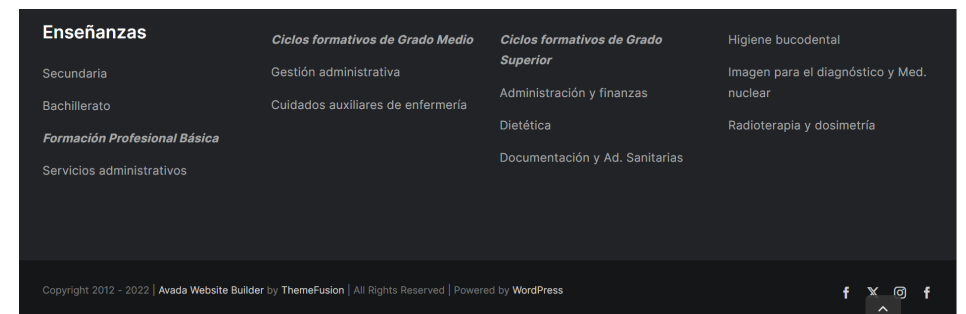 Enseñanzas
Secundaria
Bachillerato
Formación Profesional Básica
Servicios administrativos
Ciclos formativos de Grado Medio
Gestión administrativa
Cuidados auxiliares de enfermería
Ciclos formativos de Grado
Superior
Administración y finanzas
Dietética
Documentación y Ad. Sanitarias
Higiene bucodental
Imagen para el diagnóstico y Med.
nuclear
Radioterapia y dosimetría
Copyright 2012 - 2022 | Avada Website Builder by ThemeFusion | All Rights Reserved | Powered by WordPress